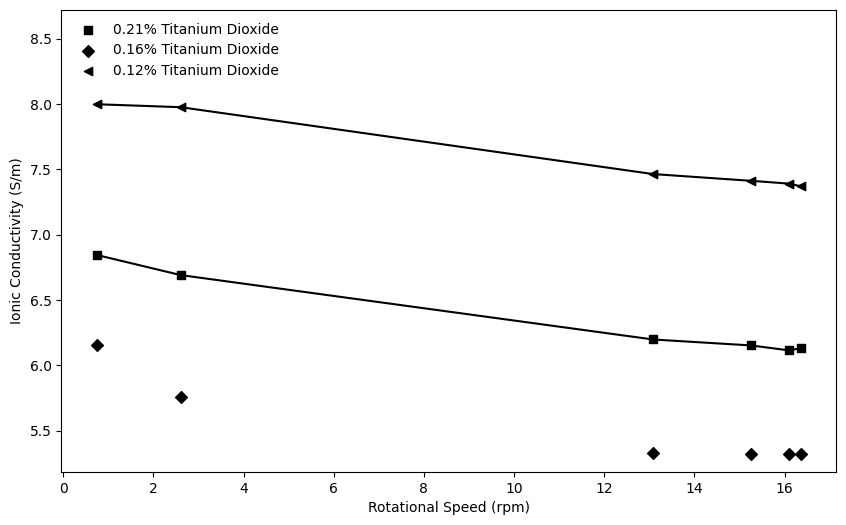 0.21% Titanium Dioxide
0.16% Titanium Dioxide
0.12% Titanium Dioxide
8.5
8.0
7.5
7.0
6.5
6.0
5.5
Ionic Conductivity (S/m)
0 2 4 6 8 10 12 14 16
Rotational Speed (rpm)